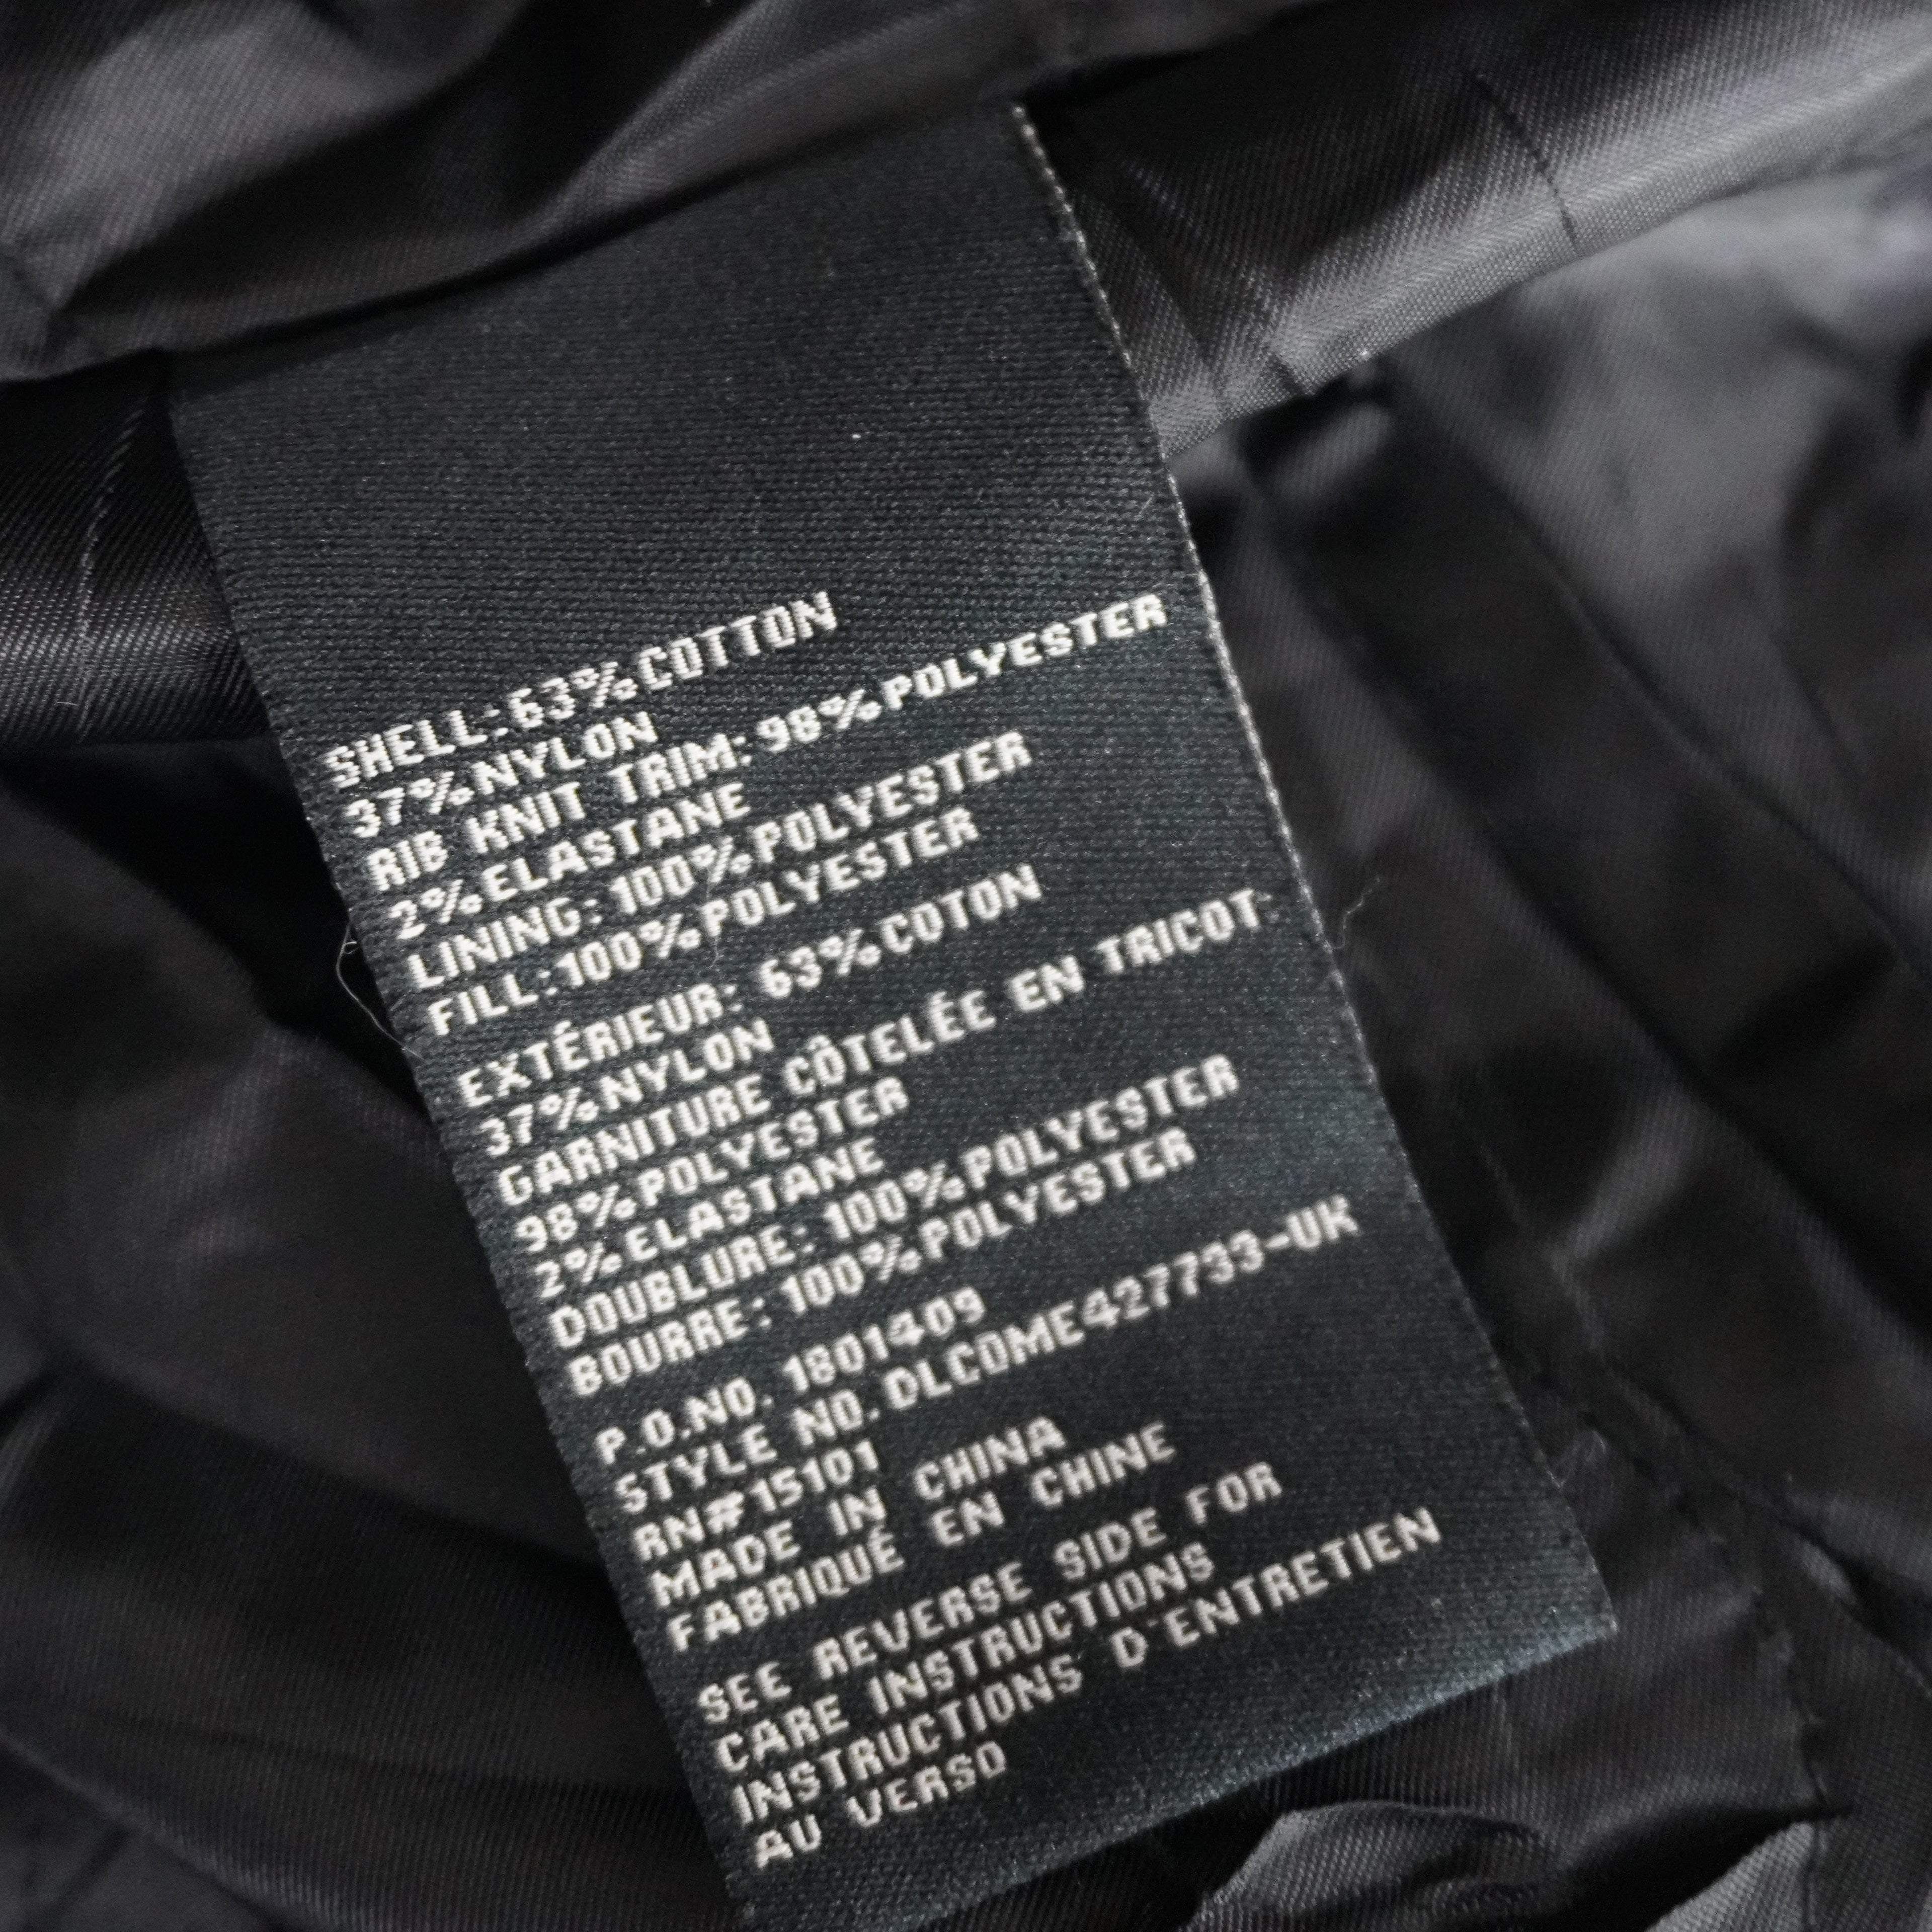 SHELL:63%COTTON
37%NYLON
RIB KNIT TRIM:98%POLYESTER
2%ELASTANE
LINING:100%POLYESTER
FILL:100%POLYESTER
EXTÉRIEUR: 63%COTON
37%NYLON
GARNITURE CÔTELÉE EN TRICOT:
98%POLYESTER
2%ELASTANE
DOUBLURE:100%POLYESTER
BOURRE:100%POLYESTER
P.O.NO. 1801409
STYLE NO. DLCOME427733-UK
RN#15101
MADE IN CHINA
FABRIQUÉ EN CHINE
SEE REVERSE SIDE FOR
CARE INSTRUCTIONS
INSTRUCTIONS D'ENTRETIEN
AU VERSO